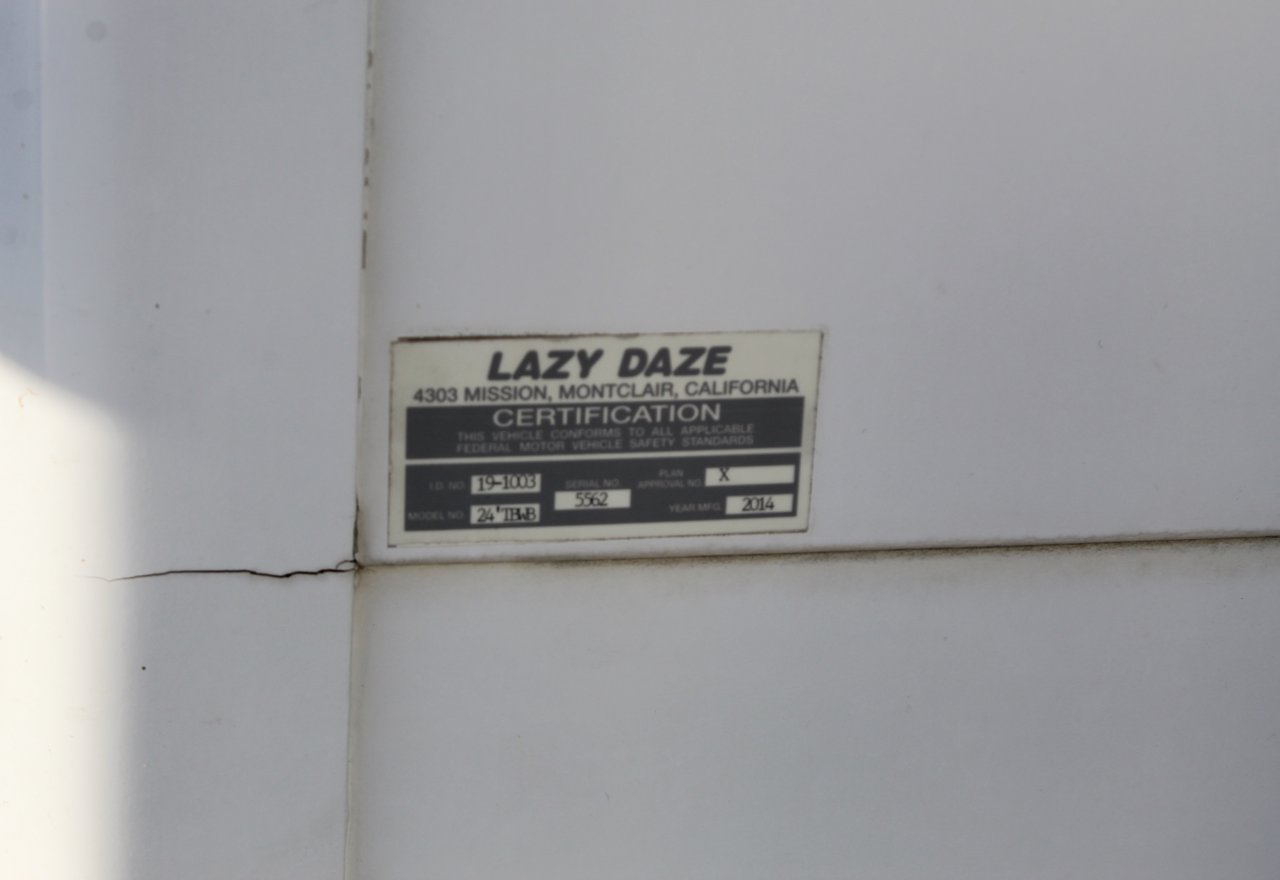 LAZY DAZE
4303 MISSION, MONTCLAIR, CALIFORNIA
CERTIFICATION
THIS VEHICLE CONFORMS TO ALL APPLICABLE
FEDERAL MOTOR VEHICLE SAFETY STANDARDS
I.D. NO. 19-1003 SERIAL NO. 5562 PLAN APPROVAL NO. X
MODEL NO. 24'TBWB YEAR MFG. 2014